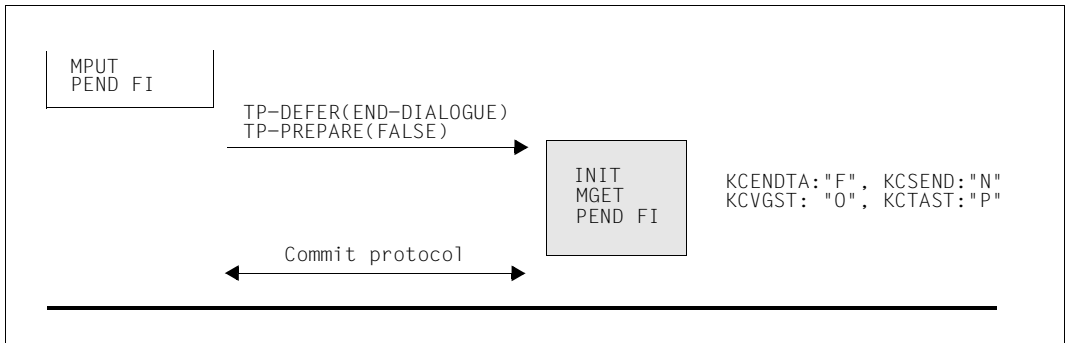 MPUT
PEND FI
TP-DEFER(END-DIALOGUE)
TP-PREPARE(FALSE)
INIT
MGET
PEND FI
KCENDTA:"F", KCSEND:"N"
KCVGST: "O", KCTAST:"P"
Commit protocol